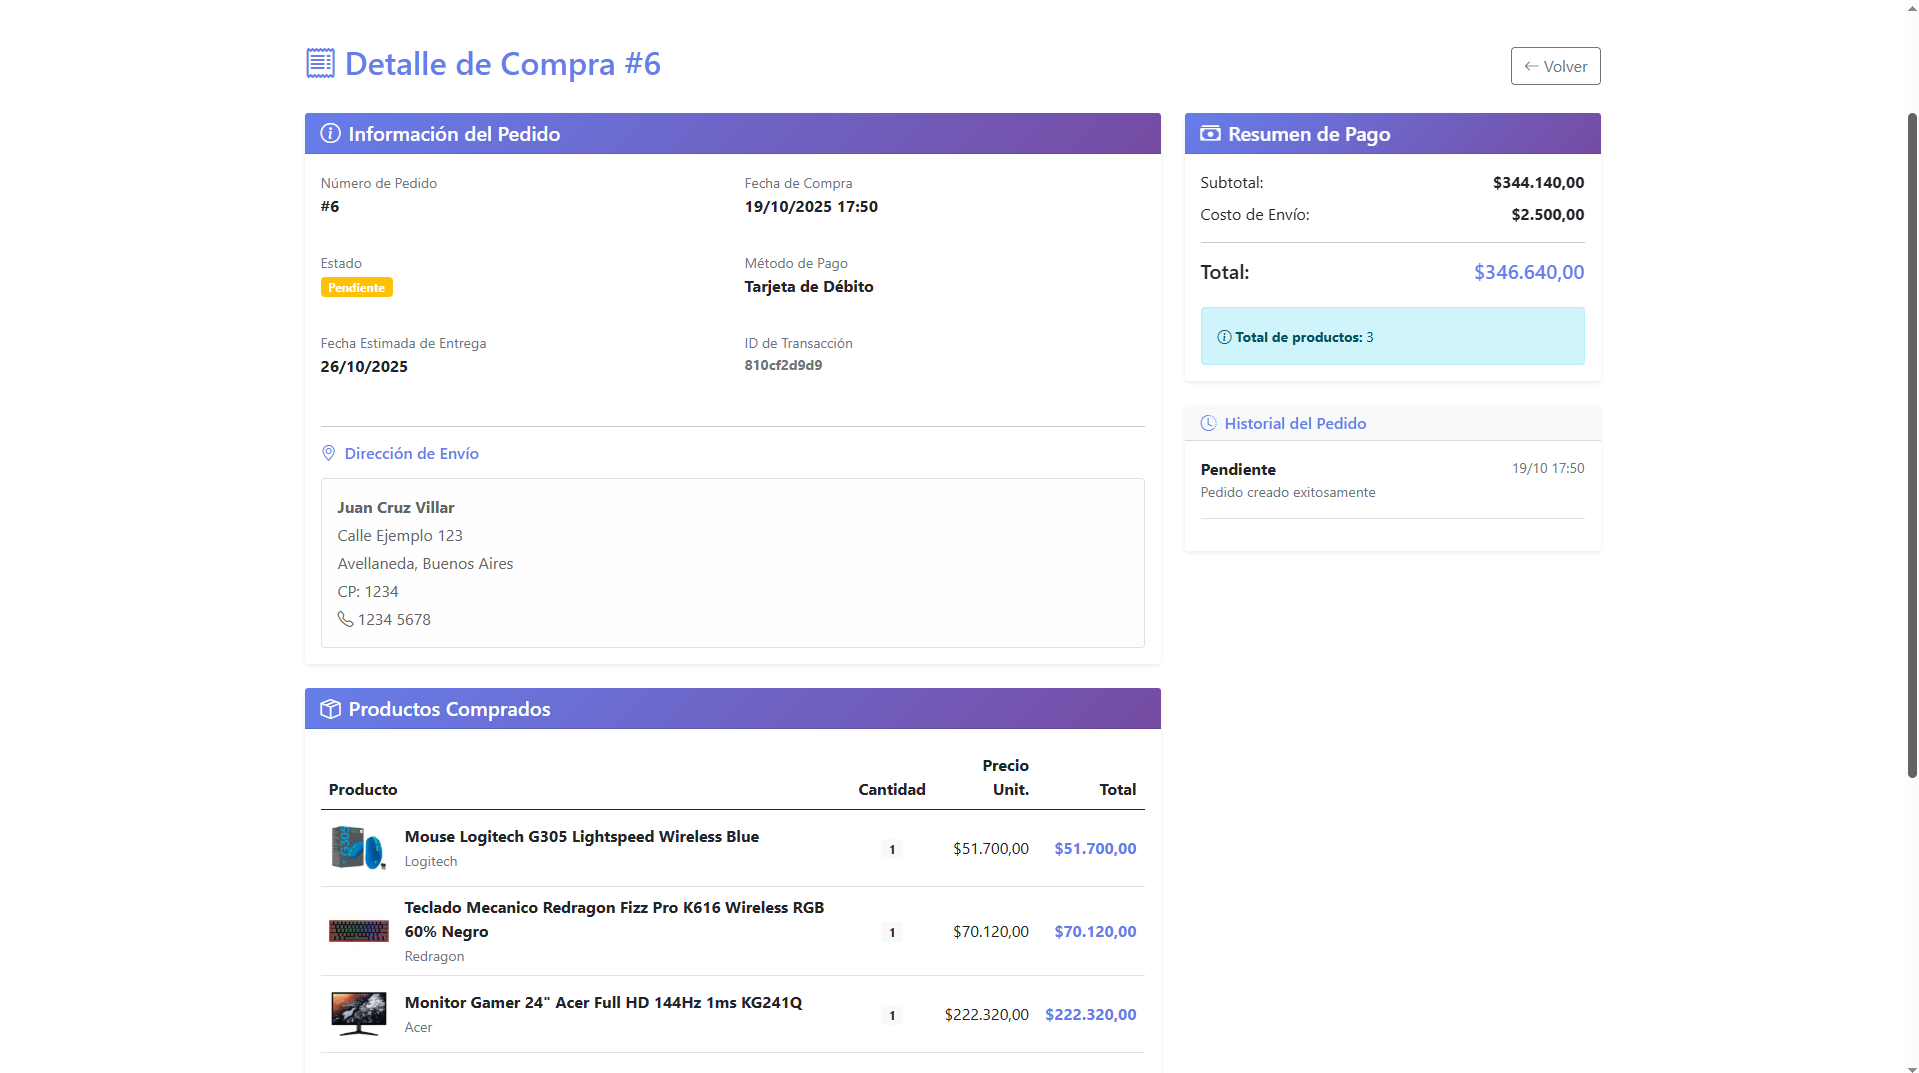 Detalle de Compra #6
Volver
Información del Pedido
Número de Pedido
#6
Fecha de Compra
19/10/2025 17:50
Estado
Pendiente
Método de Pago
Tarjeta de Débito
Fecha Estimada de Entrega
26/10/2025
ID de Transacción
810cf2d9d9
Dirección de Envío
Juan Cruz Villar
Calle Ejemplo 123
Avellaneda, Buenos Aires
CP: 1234
1234 5678
Resumen de Pago
Subtotal: $344.140,00
Costo de Envío: $2.500,00
Total: $346.640,00
Total de productos: 3
Historial del Pedido
Pendiente 19/10 17:50
Pedido creado exitosamente
Productos Comprados
Producto Cantidad Precio Unit. Total
Mouse Logitech G305 Lightspeed Wireless Blue
Logitech
1 $51.700,00 $51.700,00
Teclado Mecanico Redragon Fizz Pro K616 Wireless RGB
60% Negro
Redragon
1 $70.120,00 $70.120,00
Monitor Gamer 24" Acer Full HD 144Hz 1ms KG241Q
Acer
1 $222.320,00 $222.320,00